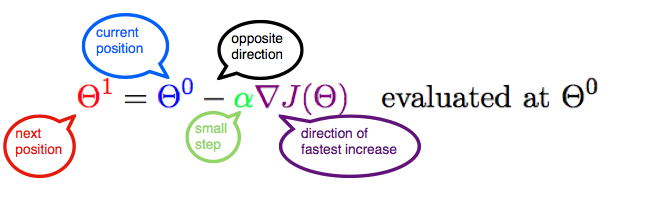 current
position
opposite
direction
Θ¹ = Θ⁰ − α∇J(Θ) evaluated at Θ⁰
next
position
small
step
direction of
fastest increase